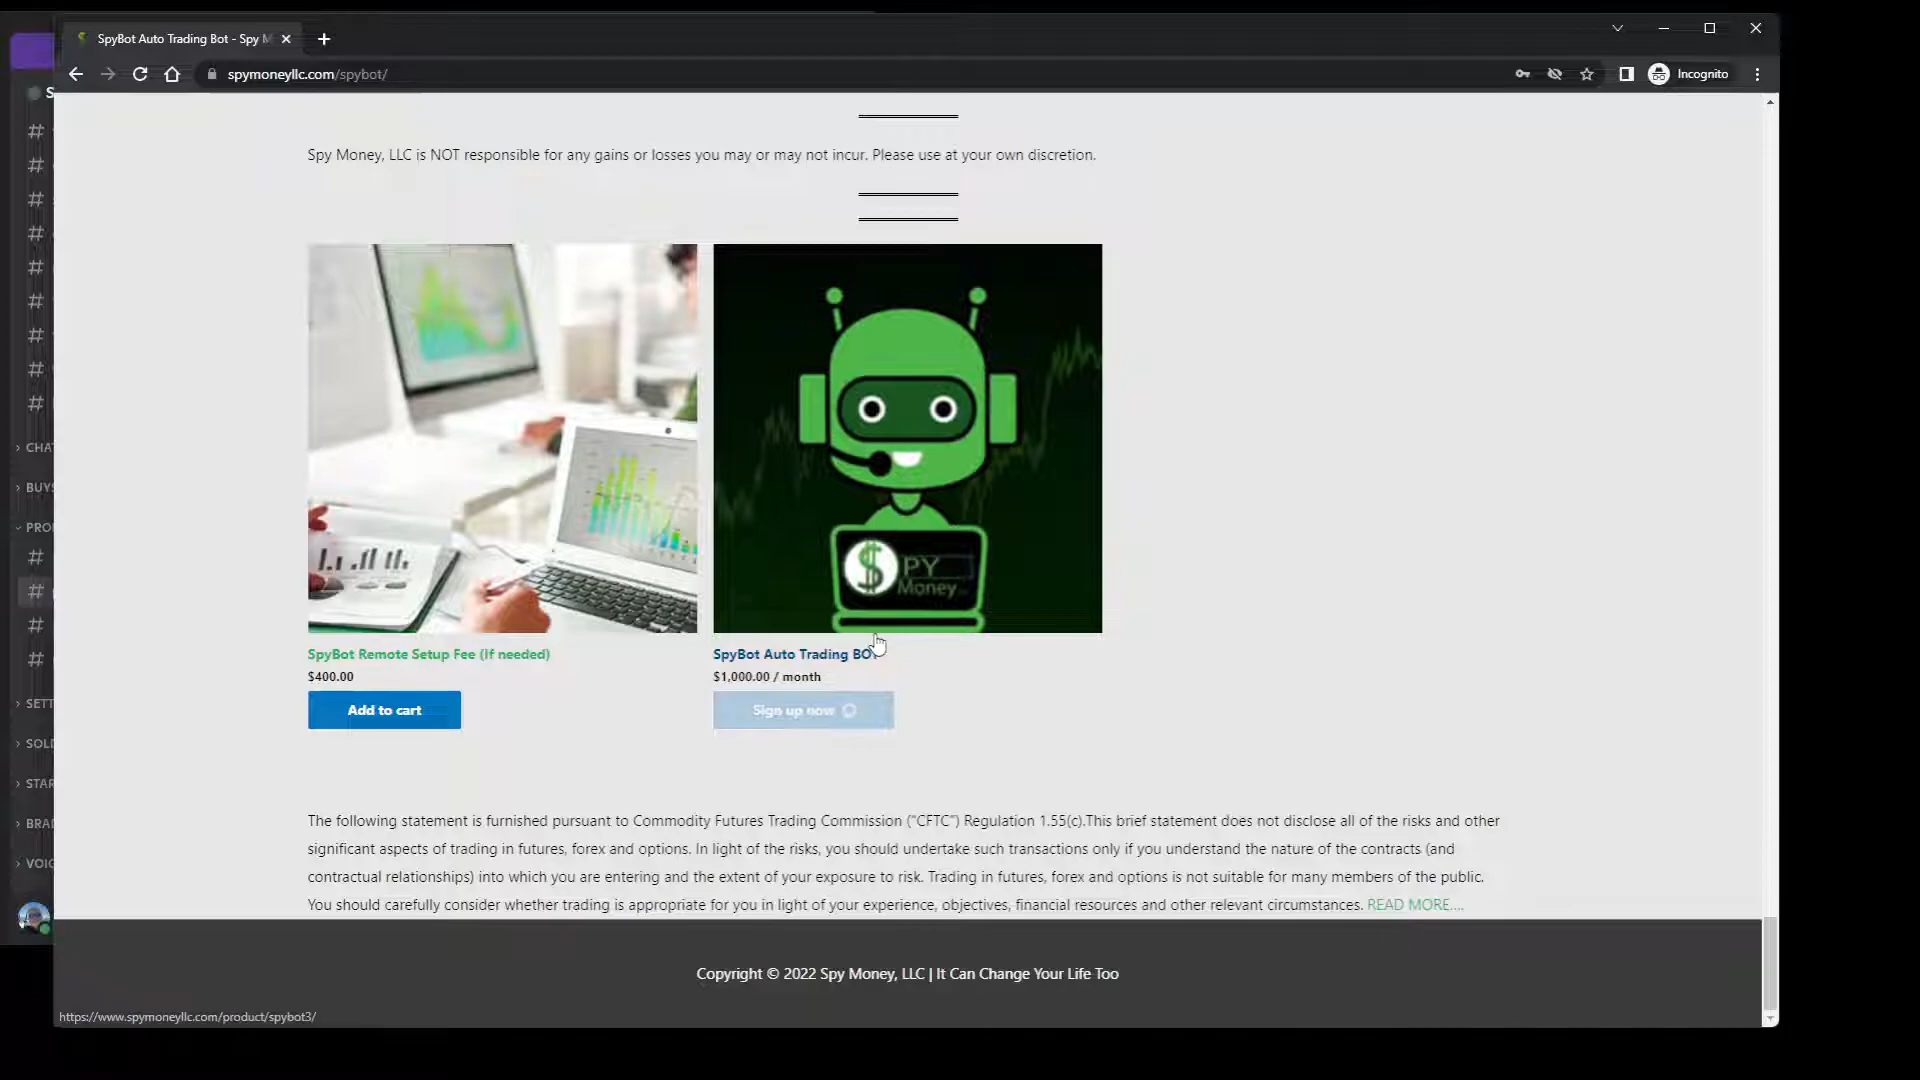 SpyBot Auto Trading Bot - Spy M
spymoneyllc.com/spybot/
Incognito
S
CHA
BUYS
PRO
SETT
SOL
STAR
BRA
VOIC
Spy Money, LLC is NOT responsible for any gains or losses you may or may not incur. Please use at your own discretion.
$PY
Money
SpyBot Remote Setup Fee (If needed)
$400.00
Add to cart
SpyBot Auto Trading BOT
$1,000.00 / month
Sign up now
The following statement is furnished pursuant to Commodity Futures Trading Commission (“CFTC”) Regulation 1.55(c).This brief statement does not disclose all of the risks and other
significant aspects of trading in futures, forex and options. In light of the risks, you should undertake such transactions only if you understand the nature of the contracts (and
contractual relationships) into which you are entering and the extent of your exposure to risk. Trading in futures, forex and options is not suitable for many members of the public.
You should carefully consider whether trading is appropriate for you in light of your experience, objectives, financial resources and other relevant circumstances. READ MORE....
Copyright © 2022 Spy Money, LLC | It Can Change Your Life Too
https://www.spymoneyllc.com/product/spybot3/